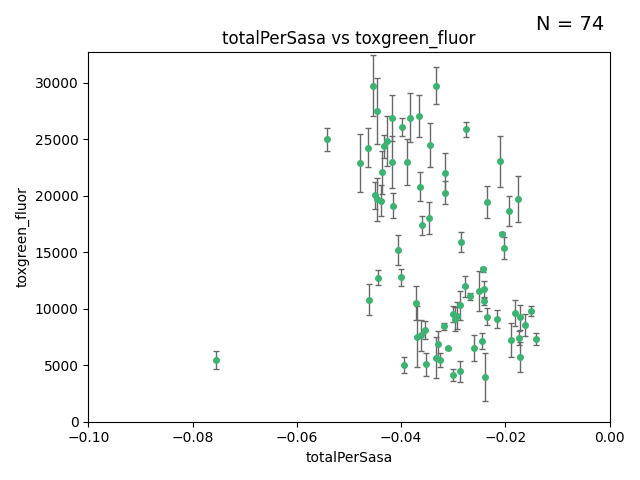 N = 74
totalPerSasa vs toxgreen_fluor
toxgreen_fluor
30000
25000
20000
15000
10000
5000
0
−0.10 −0.08 −0.06 −0.04 −0.02 0.00
totalPerSasa